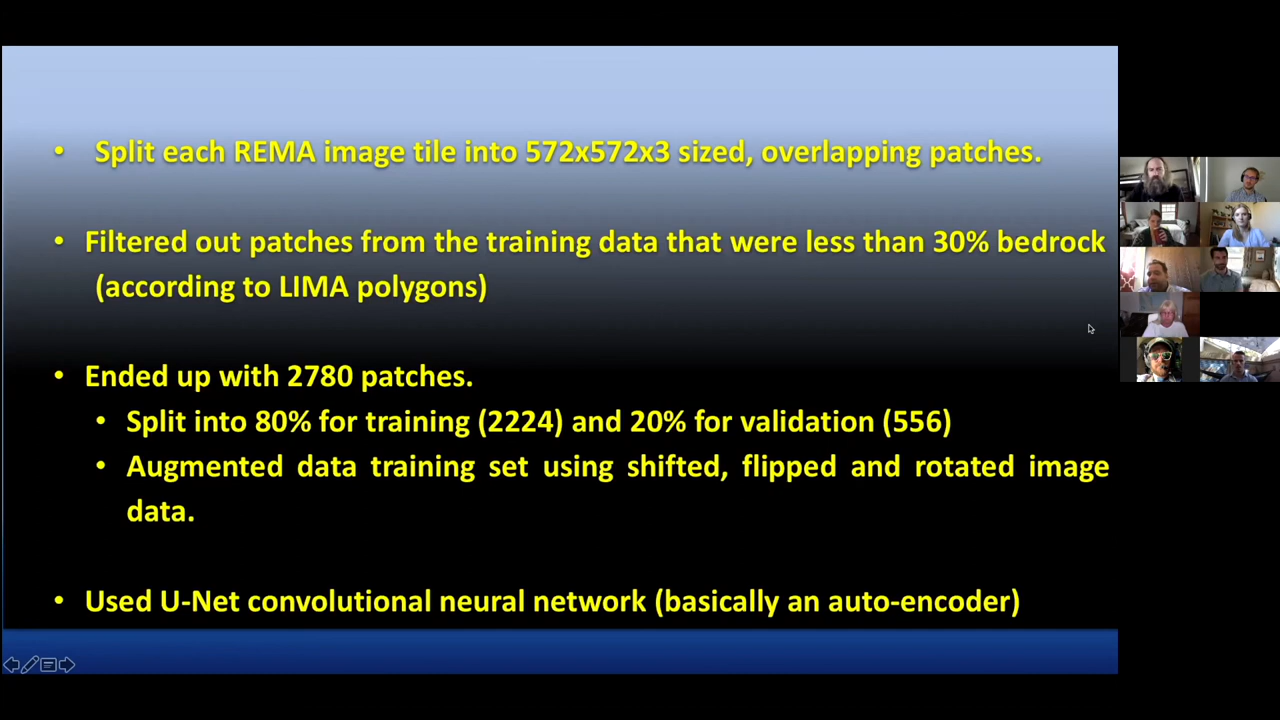 • Split each REMA image tile into 572x572x3 sized, overlapping patches.
• Filtered out patches from the training data that were less than 30% bedrock
(according to LIMA polygons)
• Ended up with 2780 patches.
• Split into 80% for training (2224) and 20% for validation (556)
• Augmented data training set using shifted, flipped and rotated image
data.
• Used U-Net convolutional neural network (basically an auto-encoder)